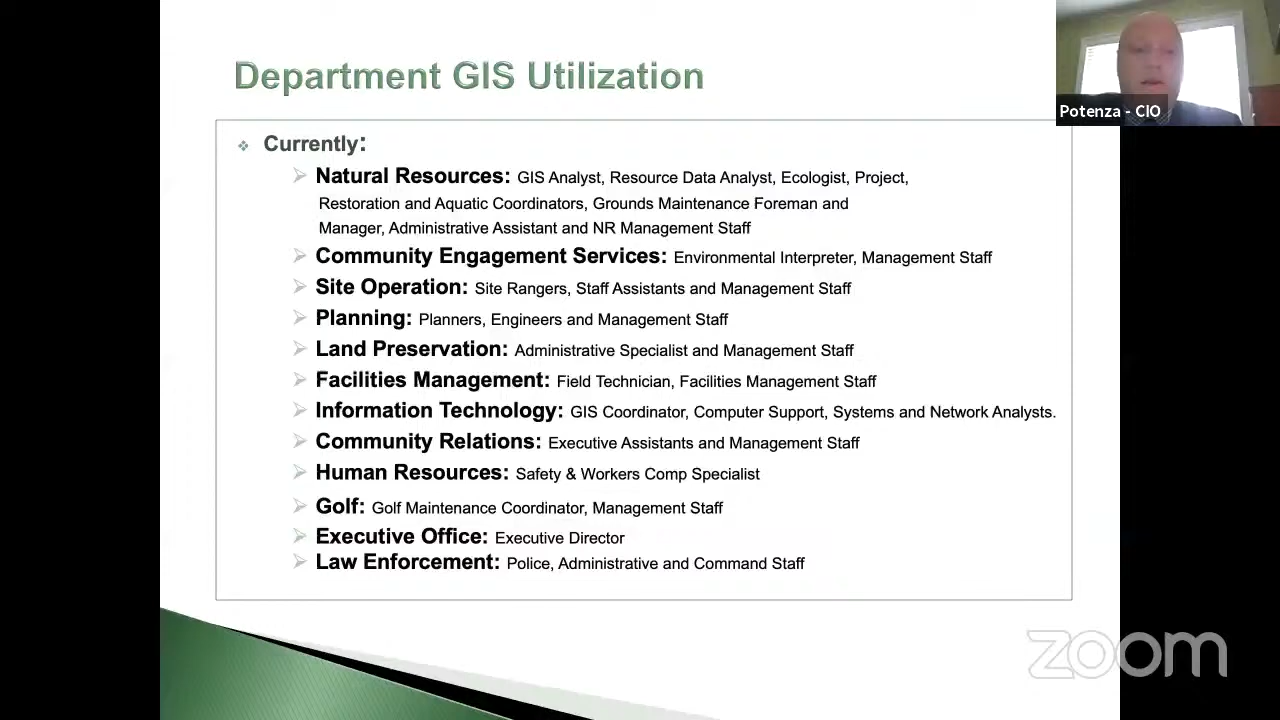 Department GIS Utilization
Potenza - CIO
Currently:
Natural Resources: GIS Analyst, Resource Data Analyst, Ecologist, Project,
Restoration and Aquatic Coordinators, Grounds Maintenance Foreman and
Manager, Administrative Assistant and NR Management Staff
Community Engagement Services: Environmental Interpreter, Management Staff
Site Operation: Site Rangers, Staff Assistants and Management Staff
Planning: Planners, Engineers and Management Staff
Land Preservation: Administrative Specialist and Management Staff
Facilities Management: Field Technician, Facilities Management Staff
Information Technology: GIS Coordinator, Computer Support, Systems and Network Analysts.
Community Relations: Executive Assistants and Management Staff
Human Resources: Safety & Workers Comp Specialist
Golf: Golf Maintenance Coordinator, Management Staff
Executive Office: Executive Director
Law Enforcement: Police, Administrative and Command Staff
zoom